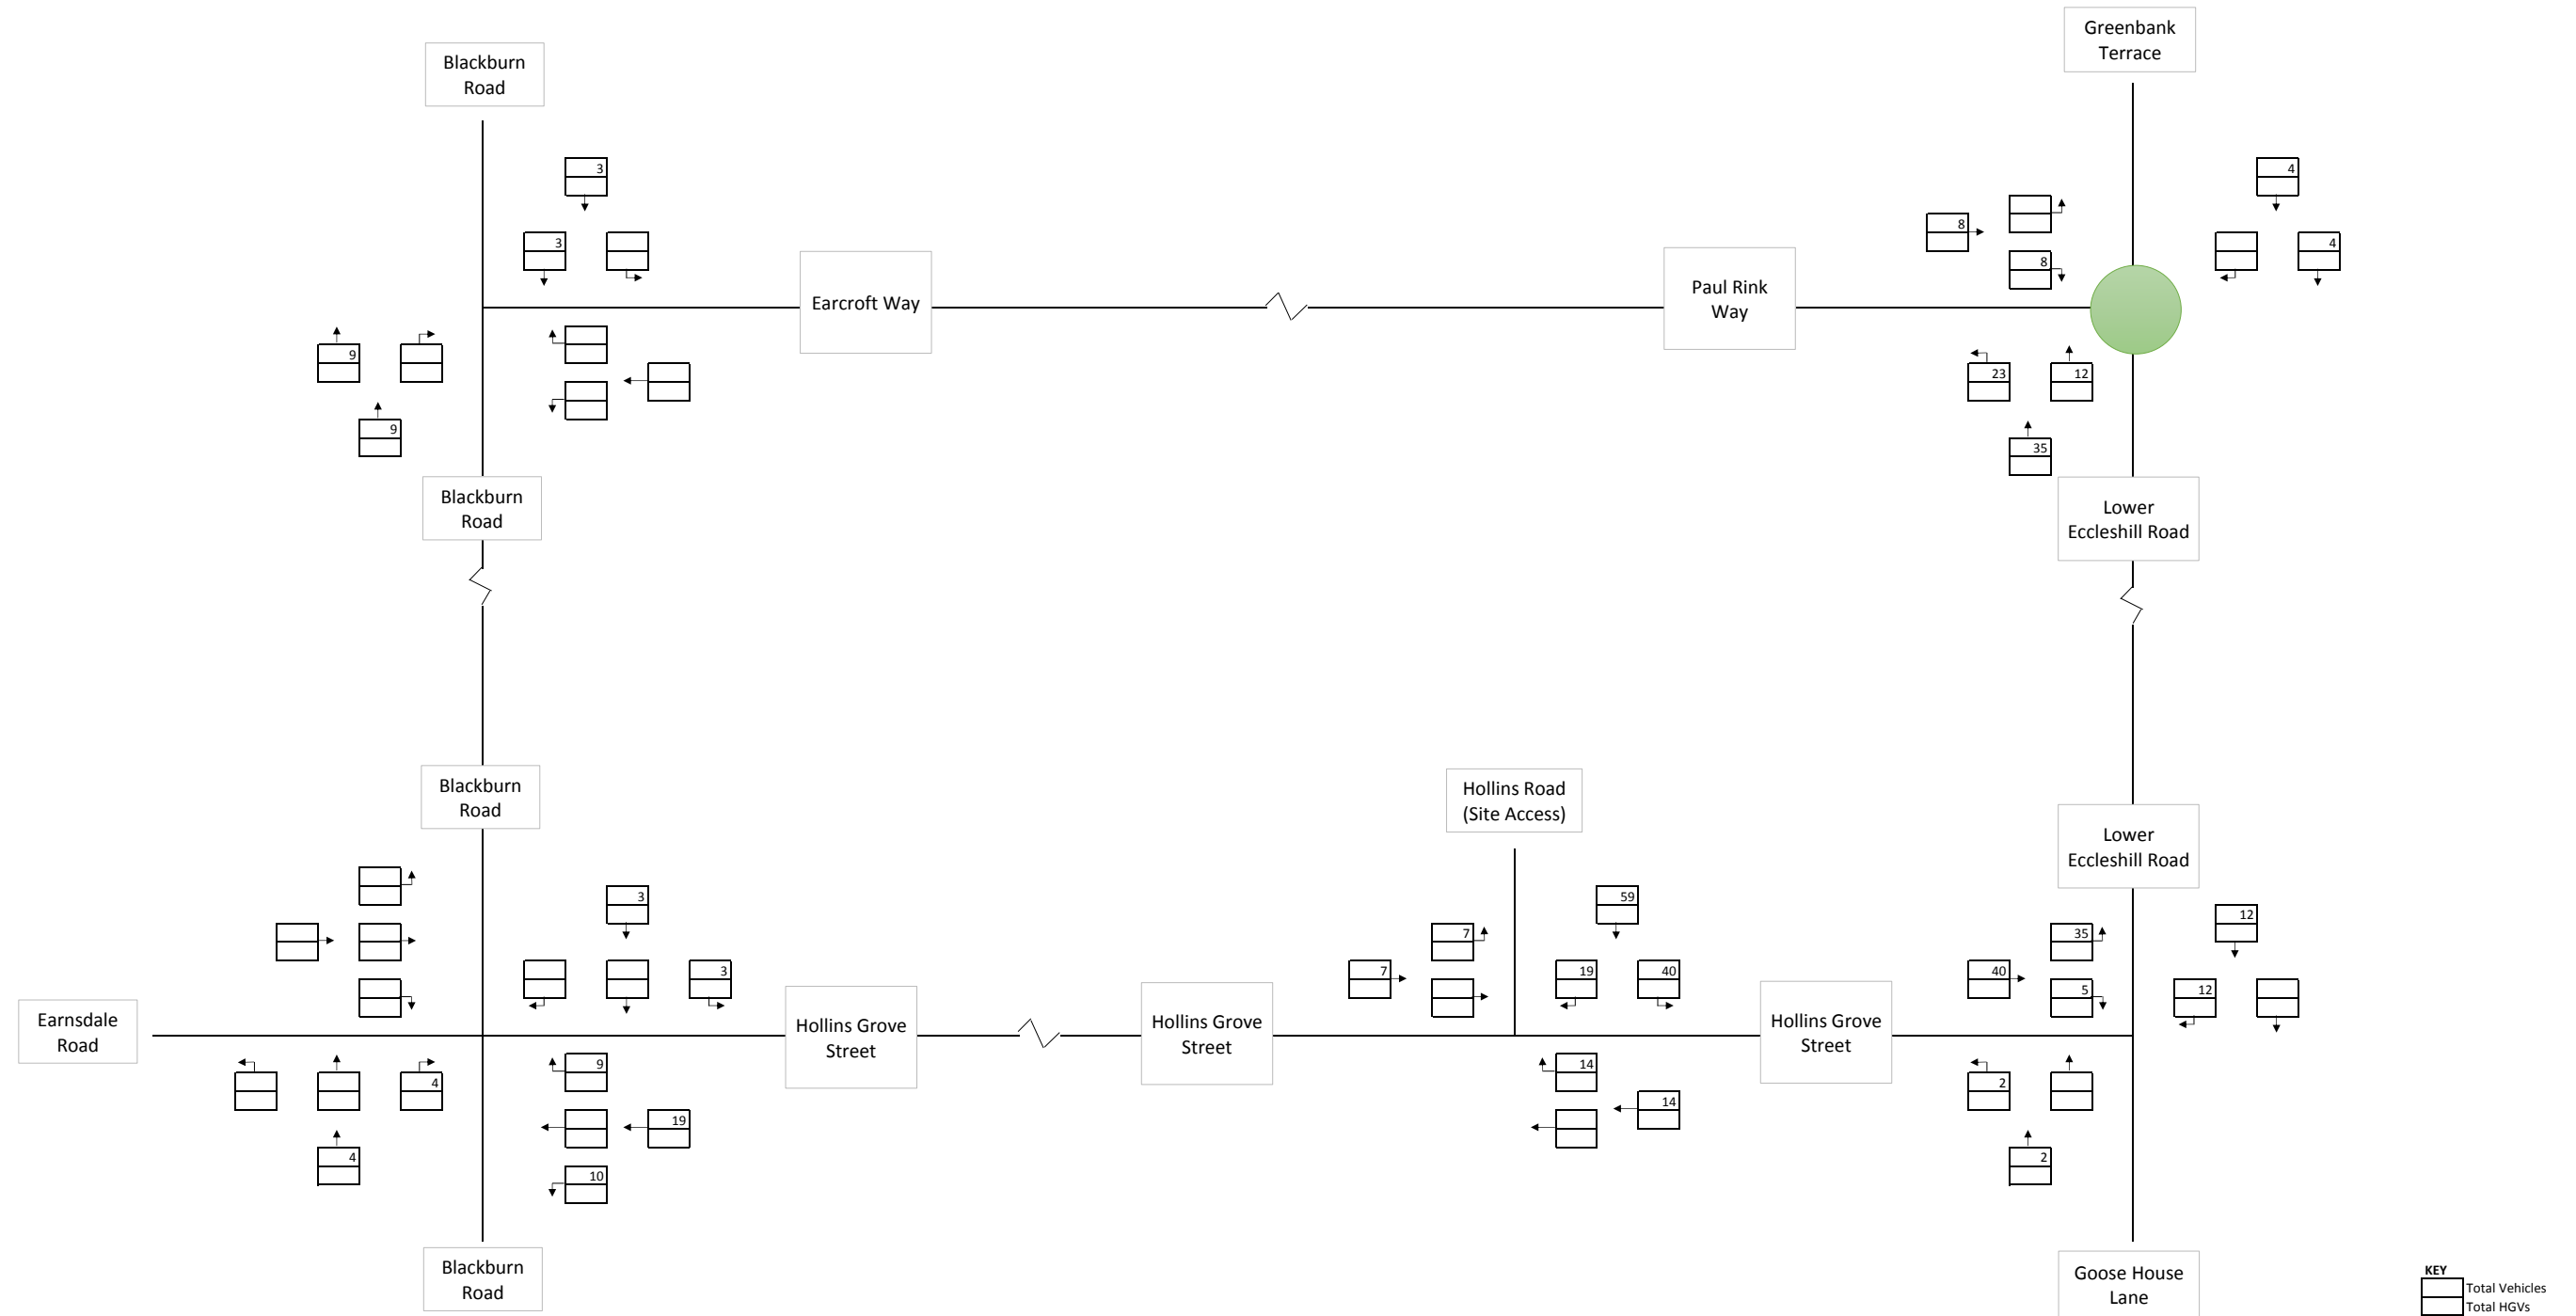 Greenbank
Terrace
Blackburn
Road
3
4
3
8
8
4
Earcroft Way
Paul Rink
Way
9
23
12
9
35
Blackburn
Road
Lower
Eccleshill Road
Blackburn
Road
Hollins Road
(Site Access)
Lower
Eccleshill Road
3
59
12
7
35
3
7
19
40
40
5
12
Earnsdale
Road
Hollins Grove
Street
Hollins Grove
Street
Hollins Grove
Street
9
14
4
2
19
14
4
10
2
Blackburn
Road
Goose House
Lane
KEY
Total Vehicles
Total HGVs